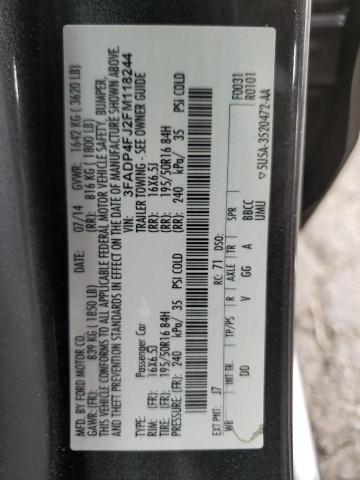 MFD. BY FORD MOTOR CO. 07/14 GVWR: 1642 KG ( 3620 LB)
GAWR: (FR): 839 KG ( 1850 LB) (RR): 816 KG ( 1800 LB)
THIS VEHICLE CONFORMS TO ALL APPLICABLE FEDERAL MOTOR VEHICLE SAFETY, BUMPER,
AND THEFT PREVENTION STANDARDS IN EFFECT ON THE DATE OF MANUFACTURE SHOWN ABOVE.
VIN: 3FADP4FJ2FM118244
Passenger Car TRAILER TOWING - SEE OWNER GUIDE
RIM: (FR): 16X6.5J (RR): 16X6.5J
TIRE: (FR): 195/50R16 84H (RR): 195/50R16 84H
PRESSURE: (FR): 240 kPa/ 35 PSI COLD (RR): 240 kPa/ 35 PSI COLD
F0031
R0101
EXT PNT: J7 RC: 71 DSO:
WB INT TR. TP/PS R AXLE TR SPR
DD V GG A BBCC
UMU
5U5A-3520472-AA